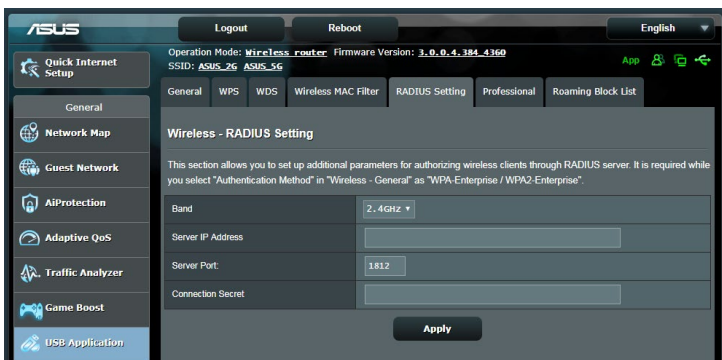 ASUS
Logout
Reboot
English
Quick Internet
Setup
Operation Mode: Wireless router Firmware Version: 3.0.0.4.384_4360
SSID: ASUS_2G ASUS_5G
App
General
WPS
WDS
Wireless MAC Filter
RADIUS Setting
Professional
Roaming Block List
General
Network Map
Guest Network
AiProtection
Adaptive QoS
Traffic Analyzer
Game Boost
USB Application
Wireless - RADIUS Setting
This section allows you to set up additional parameters for authorizing wireless clients through RADIUS server. It is required while
you select "Authentication Method" in "Wireless - General" as "WPA-Enterprise / WPA2-Enterprise".
Band
2.4GHz
Server IP Address
Server Port:
1812
Connection Secret
Apply